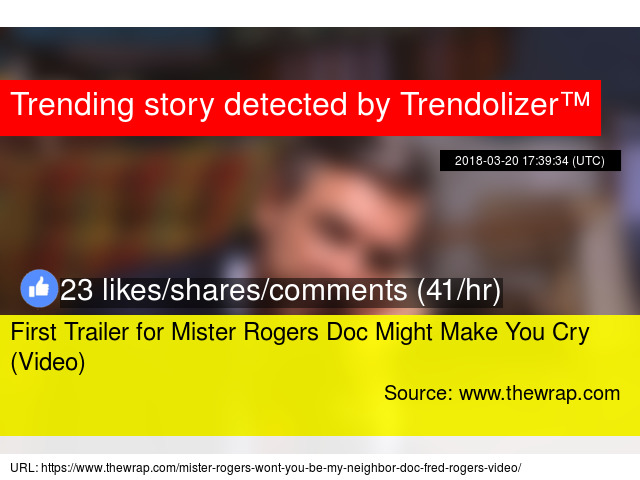 Trending story detected by Trendolizer™
2018-03-20 17:39:34 (UTC)
23 likes/shares/comments (41/hr)
First Trailer for Mister Rogers Doc Might Make You Cry
(Video)
Source: www.thewrap.com
URL: https://www.thewrap.com/mister-rogers-wont-you-be-my-neighbor-doc-fred-rogers-video/